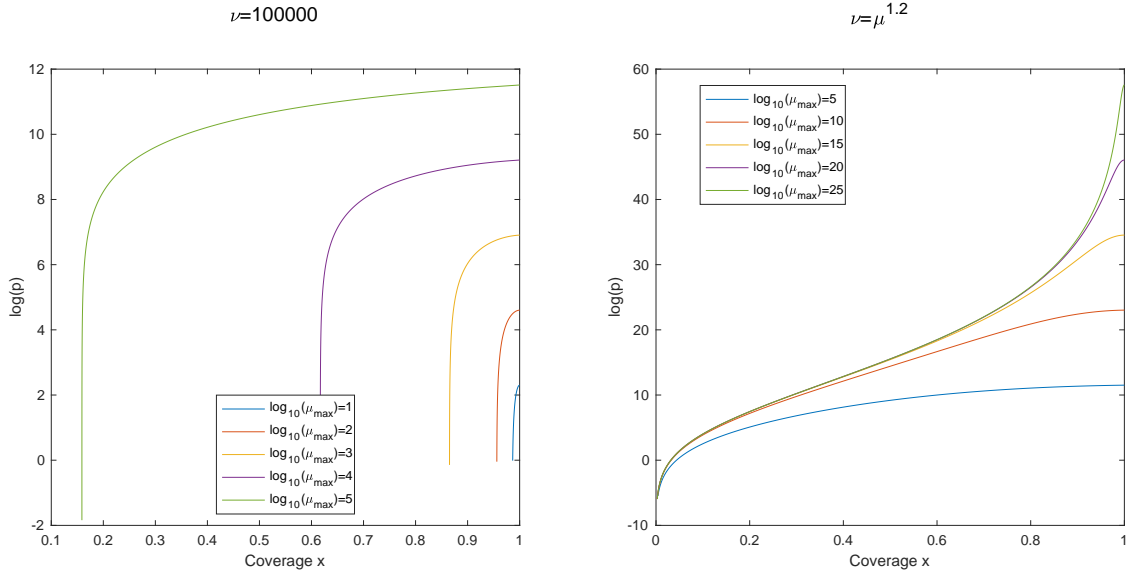 ν=100000
12
10
8
6
4
2
0
-2
log(p)
log10(μmax)=1
log10(μmax)=2
log10(μmax)=3
log10(μmax)=4
log10(μmax)=5
0.1 0.2 0.3 0.4 0.5 0.6 0.7 0.8 0.9 1
Coverage x
ν=μ^1.2
60
50
40
30
20
10
0
-10
log(p)
log10(μmax)=5
log10(μmax)=10
log10(μmax)=15
log10(μmax)=20
log10(μmax)=25
0 0.2 0.4 0.6 0.8 1
Coverage x